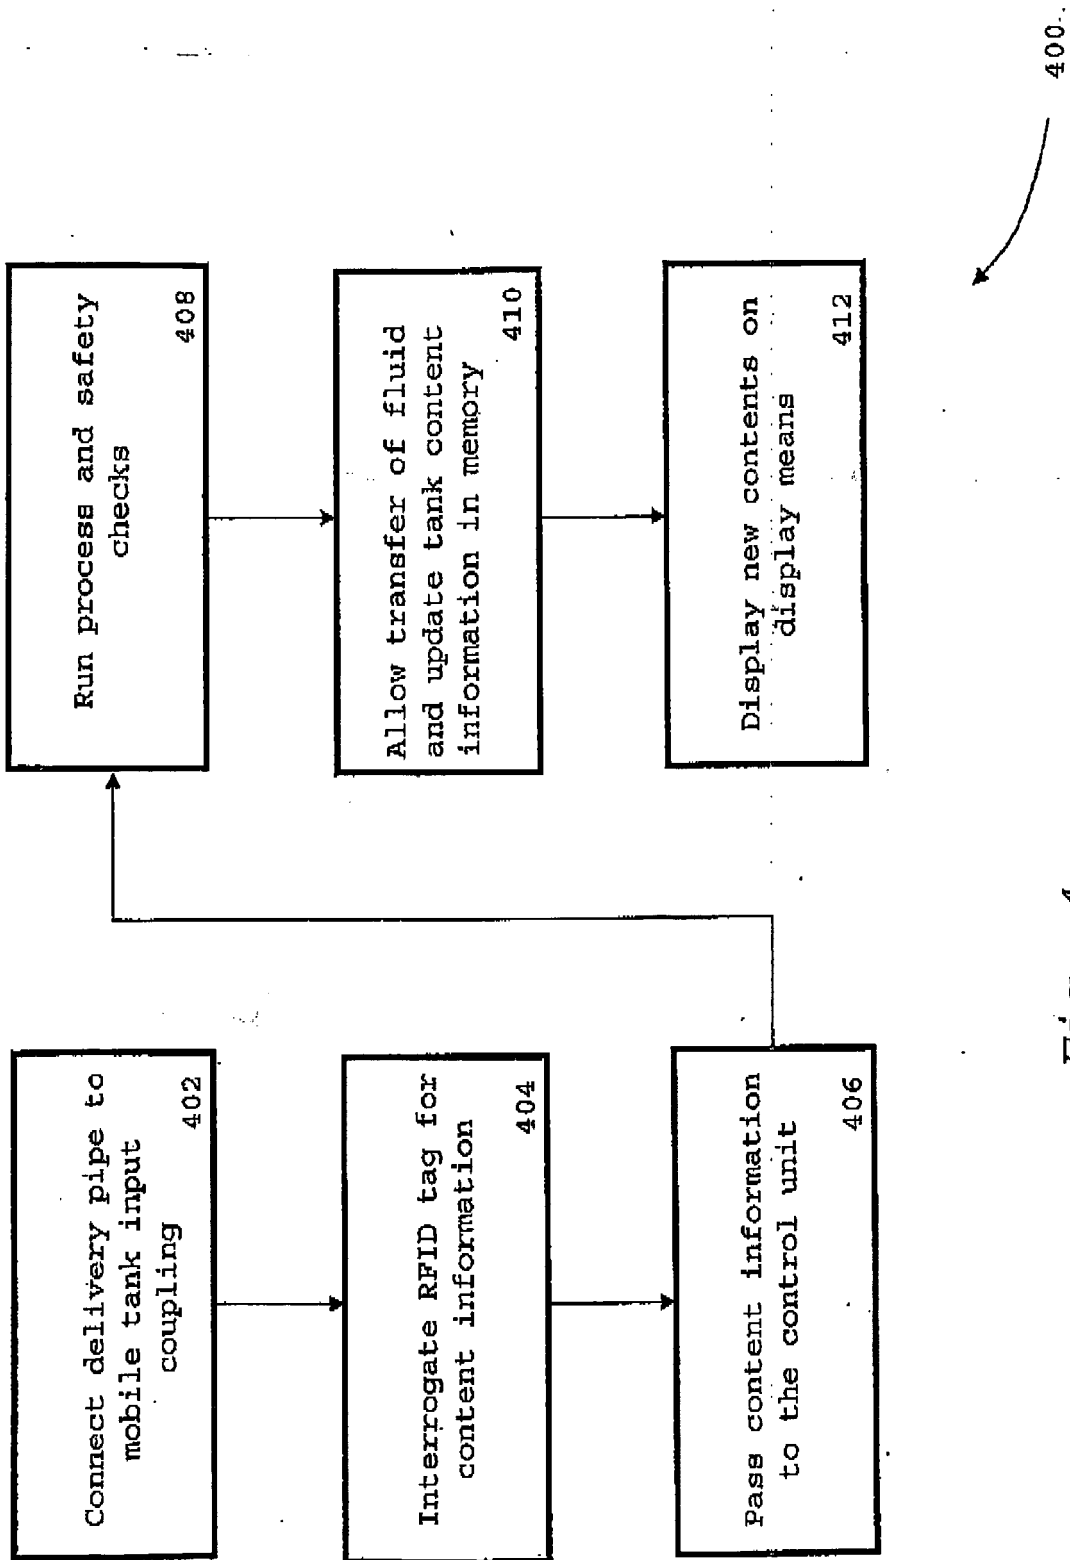 Connect delivery pipe to
mobile tank input
coupling
402
Interrogate RFID tag for
content information
404
Pass content information
to the control unit
406
Run process and safety
checks
408
Allow transfer of fluid
and update tank content
information in memory
410
Display new contents on
display means
412
400